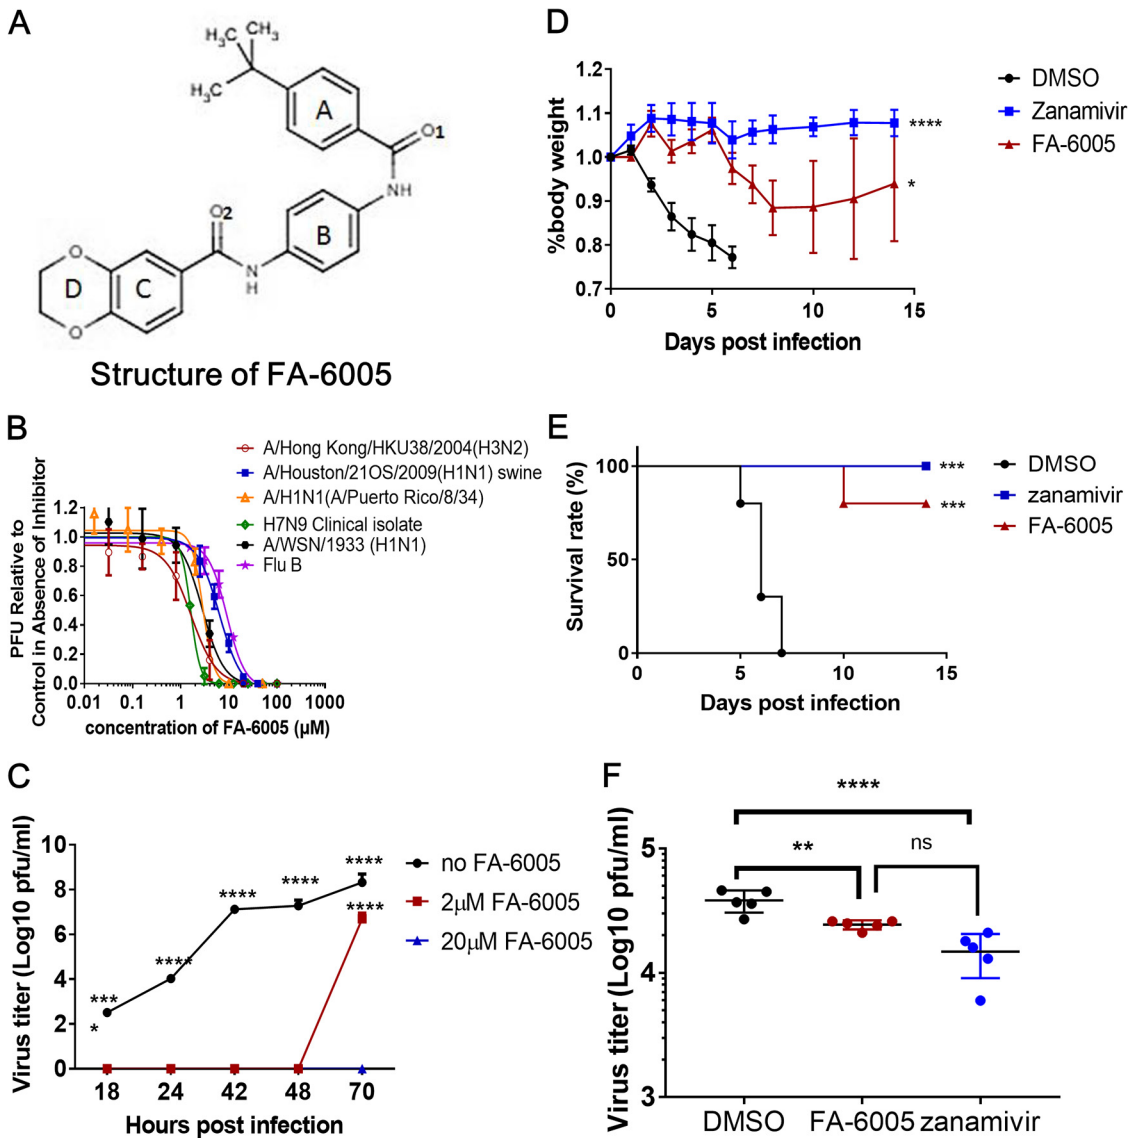 A
H₃C
CH₃
CH₃
H₃C
A
O1
NH
O2
B
N
H
O
D
C
O
Structure of FA-6005
B
A/Hong Kong/HKU38/2004(H3N2)
A/Houston/21OS/2009(H1N1) swine
A/H1N1(A/Puerto Rico/8/34)
H7N9 Clinical isolate
A/WSN/1933 (H1N1)
Flu B
PFU Relative to
Control in Absence of Inhibitor
1.2
1.0
0.8
0.6
0.4
0.2
0.0
0.01 0.1 1 10 100 1000
concentration of FA-6005 (μM)
C
Virus titer (Log10 pfu/ml)
10
8
6
4
2
0
***
*
****
****
****
****
****
no FA-6005
2μM FA-6005
20μM FA-6005
18 24 42 48 70
Hours post infection
D
%body weight
1.2
1.1
1.0
0.9
0.8
0.7
0 5 10 15
Days post infection
DMSO
Zanamivir
FA-6005
****
*
E
Survival rate (%)
100
50
0
0 5 10 15
Days post infection
***
***
DMSO
zanamivir
FA-6005
F
Virus titer (Log10 pfu/ml)
5
4
3
****
**
ns
DMSO FA-6005 zanamivir